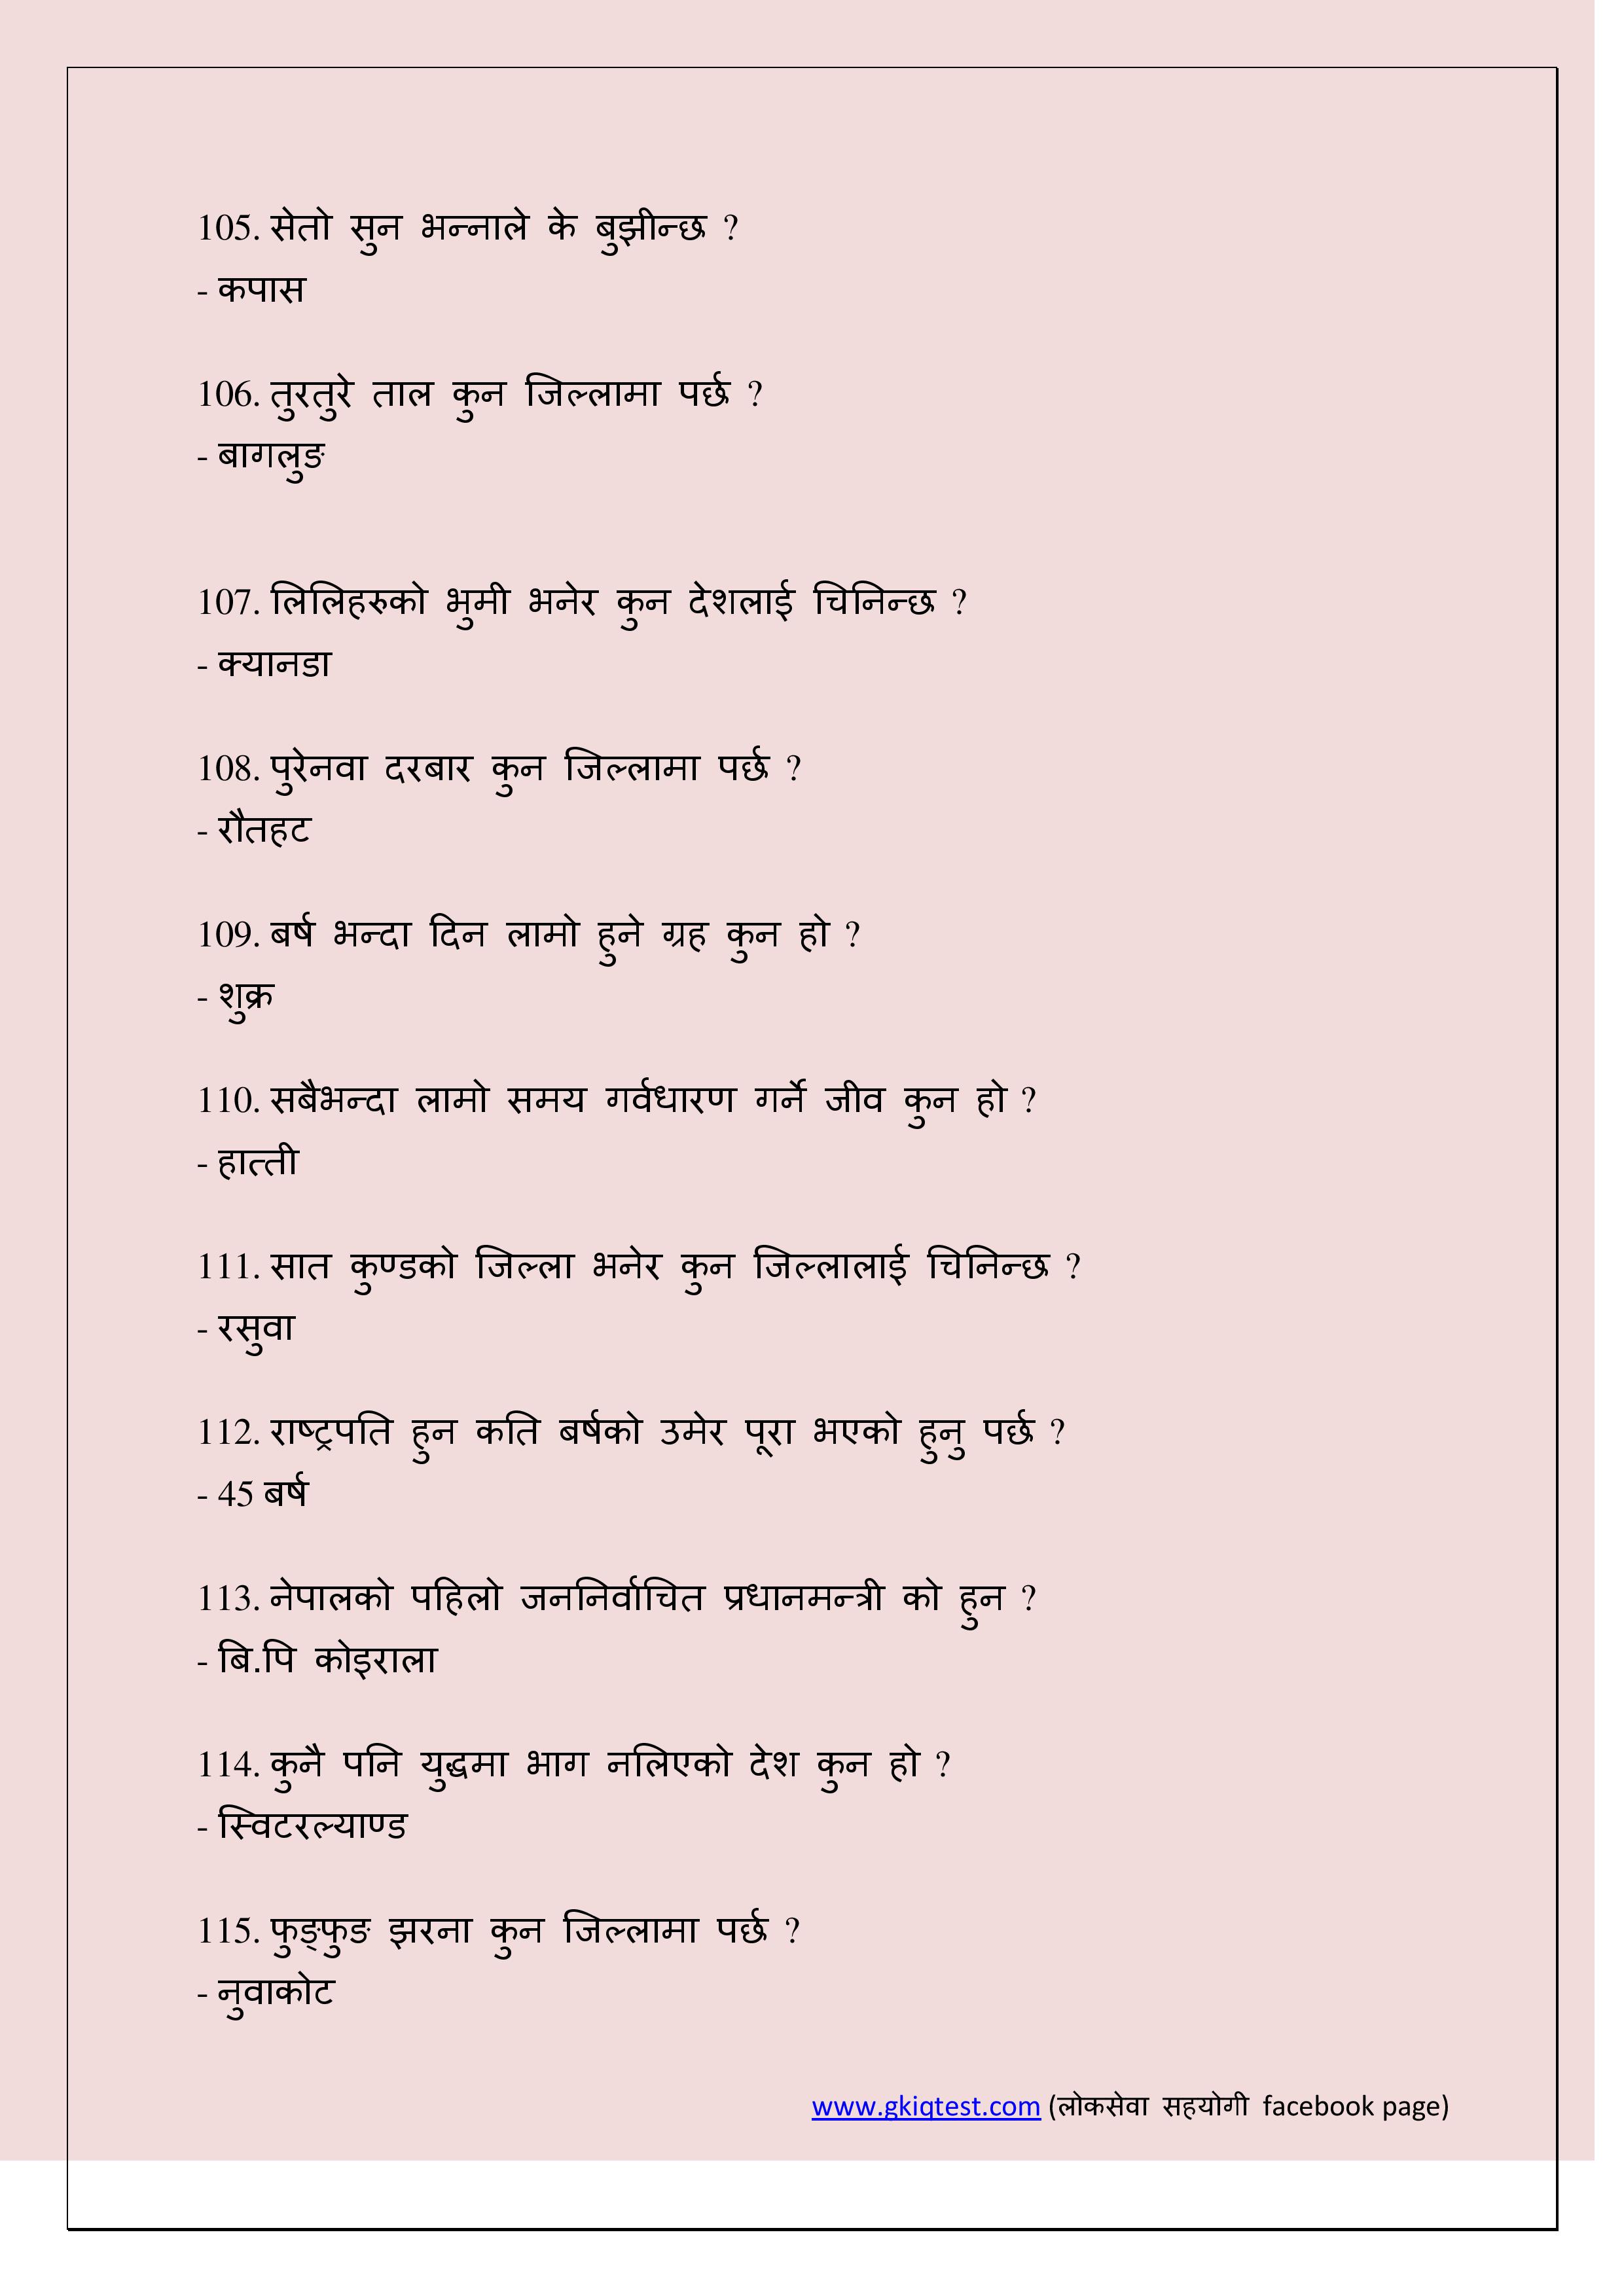 105. सेतो सुन भन्नाले के बुझीन्छ ?
- कपास
106. तुरतुरे ताल कुन जिल्लामा पर्छ ?
- बागलुङ
107. लिलिहरुको भुमी भनेर कुन देशलाई चिनिन्छ ?
- क्यानडा
108. पुरेनवा दरबार कुन जिल्लामा पर्छ ?
- रौतहट
109. बर्ष भन्दा दिन लामो हुने ग्रह कुन हो ?
- शुक्र
110. सबैभन्दा लामो समय गर्वधारण गर्ने जीव कुन हो ?
- हात्ती
111. सात कुण्डको जिल्ला भनेर कुन जिल्लालाई चिनिन्छ ?
- रसुवा
112. राष्ट्रपति हुन कति बर्षको उमेर पूरा भएको हुनु पर्छ ?
- 45 बर्ष
113. नेपालको पहिलो जननिर्वाचित प्रधानमन्त्री को हुन ?
- बि.पि कोइराला
114. कुनै पनि युद्धमा भाग नलिएको देश कुन हो ?
- स्विटरल्याण्ड
115. फुङ्फुङ झरना कुन जिल्लामा पर्छ ?
- नुवाकोट
www.gkiqtest.com (लोकसेवा सहयोगी facebook page)